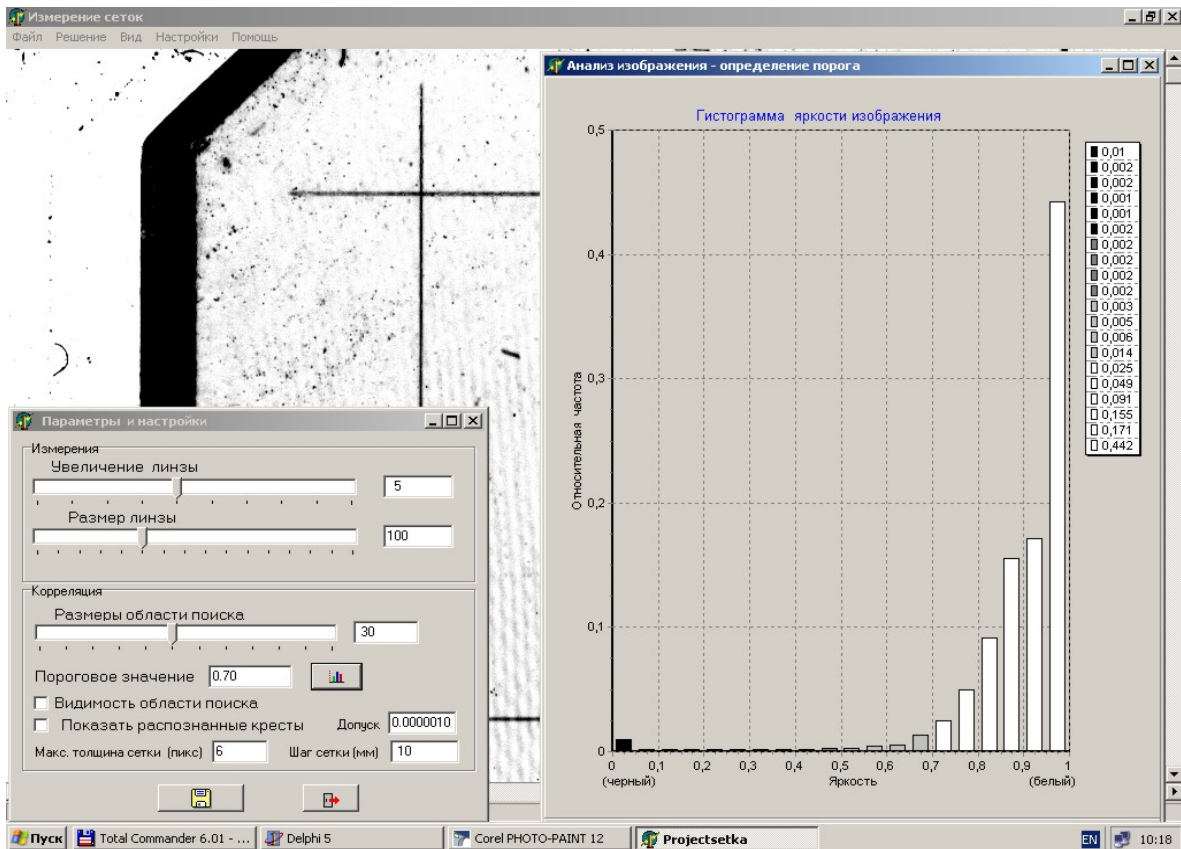 Измерение сеток
Файл Решение Вид Настройки Помощь
Анализ изображения - определение порога
Гистограмма яркости изображения
0,5
0,4
0,3
0,2
0,1
0
Относительная частота
0 0,1 0,2 0,3 0,4 0,5 0,6 0,7 0,8 0,9 1
(черный) Яркость (белый)
0,01
0,002
0,002
0,001
0,001
0,002
0,002
0,002
0,002
0,002
0,003
0,005
0,006
0,014
0,025
0,049
0,091
0,155
0,171
0,442
Параметры и настройки
Измерения
Увеличение линзы
5
Размер линзы
100
Корреляция
Размеры области поиска
30
Пороговое значение 0.70
Видимость области поиска
Показать распознанные кресты Допуск 0.0000010
Макс. толщина сетки (пикс) 6 Шаг сетки (мм) 10
Пуск Total Commander 6.01 - ... Delphi 5 Corel PHOTO-PAINT 12 Projectsetka EN 10:18